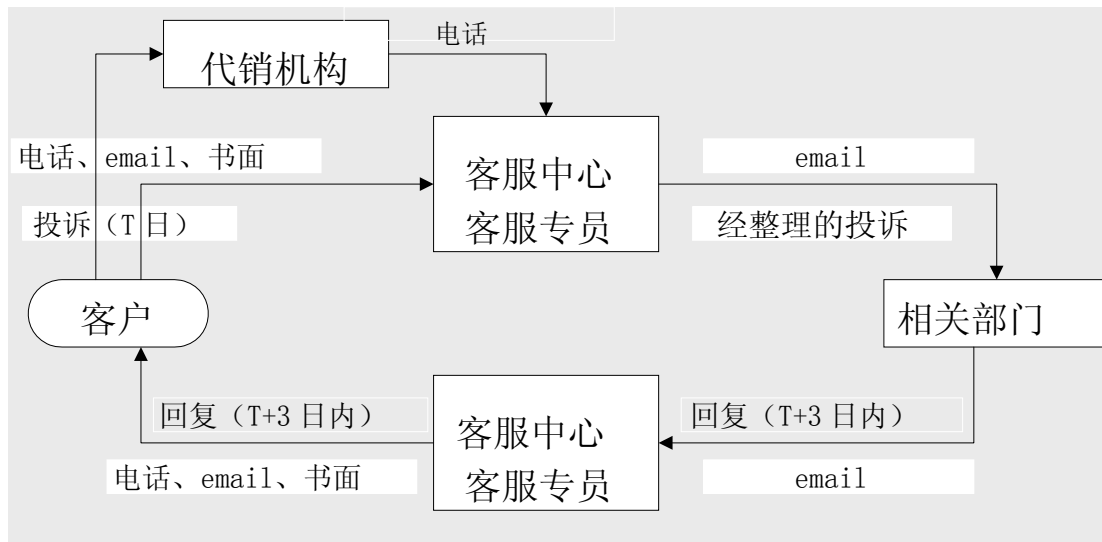 电话
代销机构
电话、email、书面
客服中心
客服专员
email
投诉（T日）
经整理的投诉
客户
相关部门
回复（T+3 日内）
客服中心
客服专员
回复（T+3 日内）
电话、email、书面
email